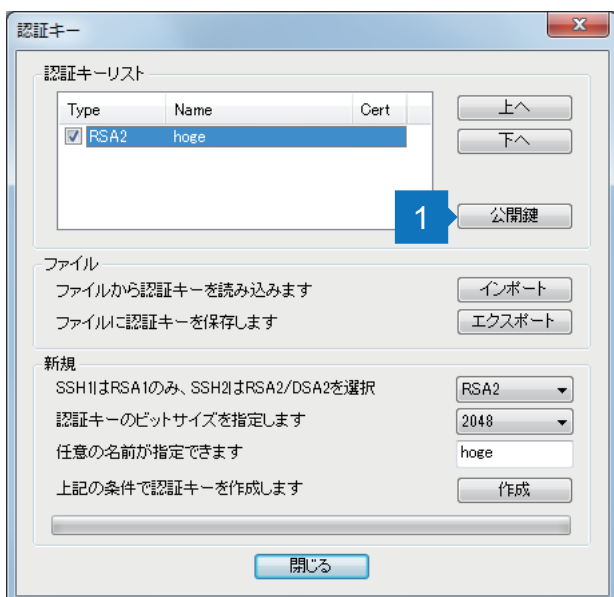 認証キー
認証キーリスト
Type Name Cert
RSA2 hoge
上へ
下へ
1 公開鍵
ファイル
ファイルから認証キーを読み込みます インポート
ファイルに認証キーを保存します エクスポート
新規
SSH1はRSA1のみ、SSH2はRSA2/DSA2を選択 RSA2
認証キーのビットサイズを指定します 2048
任意の名前が指定できます hoge
上記の条件で認証キーを作成します 作成
閉じる